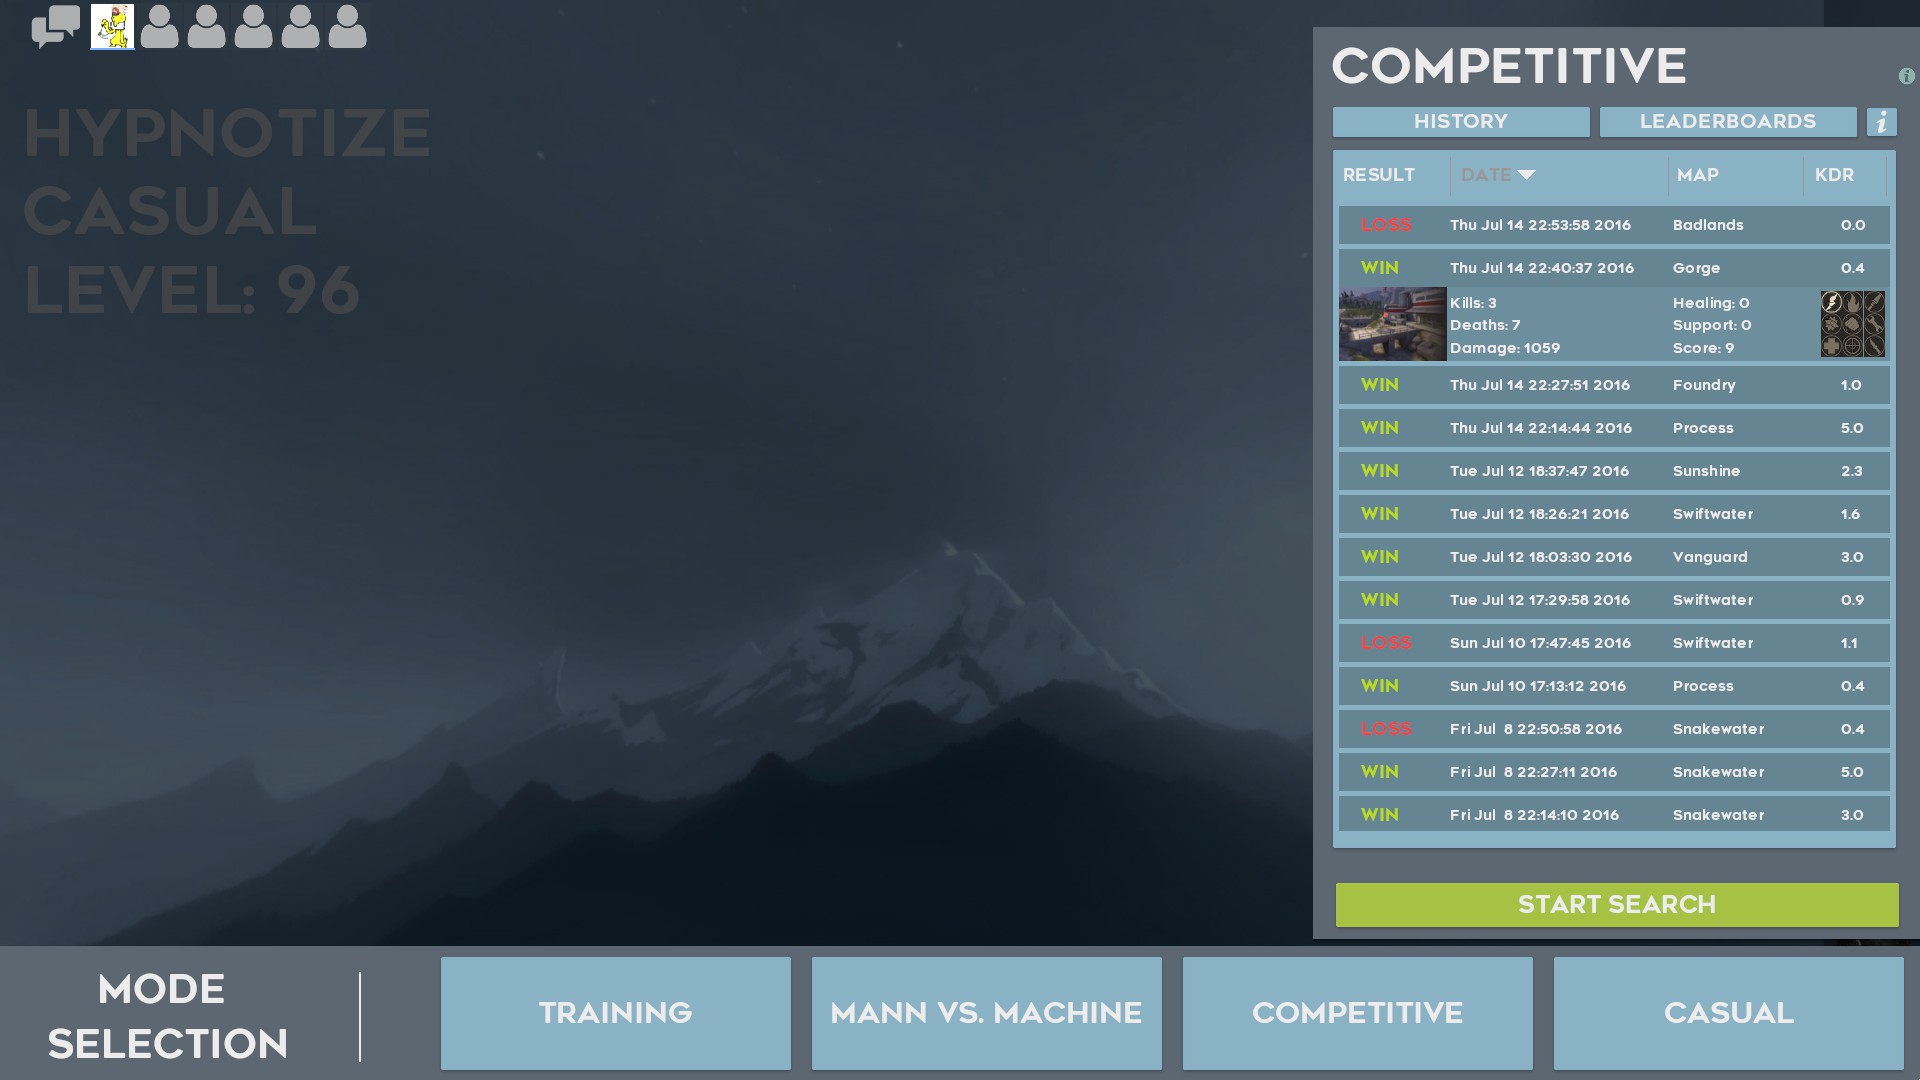 HYPNOTIZE
CASUAL
LEVEL: 96
COMPETITIVE
i
HISTORY LEADERBOARDS i
RESULT DATE MAP KDR
LOSS Thu Jul 14 22:53:58 2016 Badlands 0.0
WIN Thu Jul 14 22:40:37 2016 Gorge 0.4
Kills: 3 Healing: 0
Deaths: 7 Support: 0
Damage: 1059 Score: 9
WIN Thu Jul 14 22:27:51 2016 Foundry 1.0
WIN Thu Jul 14 22:14:44 2016 Process 5.0
WIN Tue Jul 12 18:37:47 2016 Sunshine 2.3
WIN Tue Jul 12 18:26:21 2016 Swiftwater 1.6
WIN Tue Jul 12 18:03:30 2016 Vanguard 3.0
WIN Tue Jul 12 17:29:58 2016 Swiftwater 0.9
LOSS Sun Jul 10 17:47:45 2016 Swiftwater 1.1
WIN Sun Jul 10 17:13:12 2016 Process 0.4
LOSS Fri Jul 8 22:50:58 2016 Snakewater 0.4
WIN Fri Jul 8 22:27:11 2016 Snakewater 5.0
WIN Fri Jul 8 22:14:10 2016 Snakewater 3.0
START SEARCH
MODE
SELECTION
TRAINING MANN VS. MACHINE COMPETITIVE CASUAL